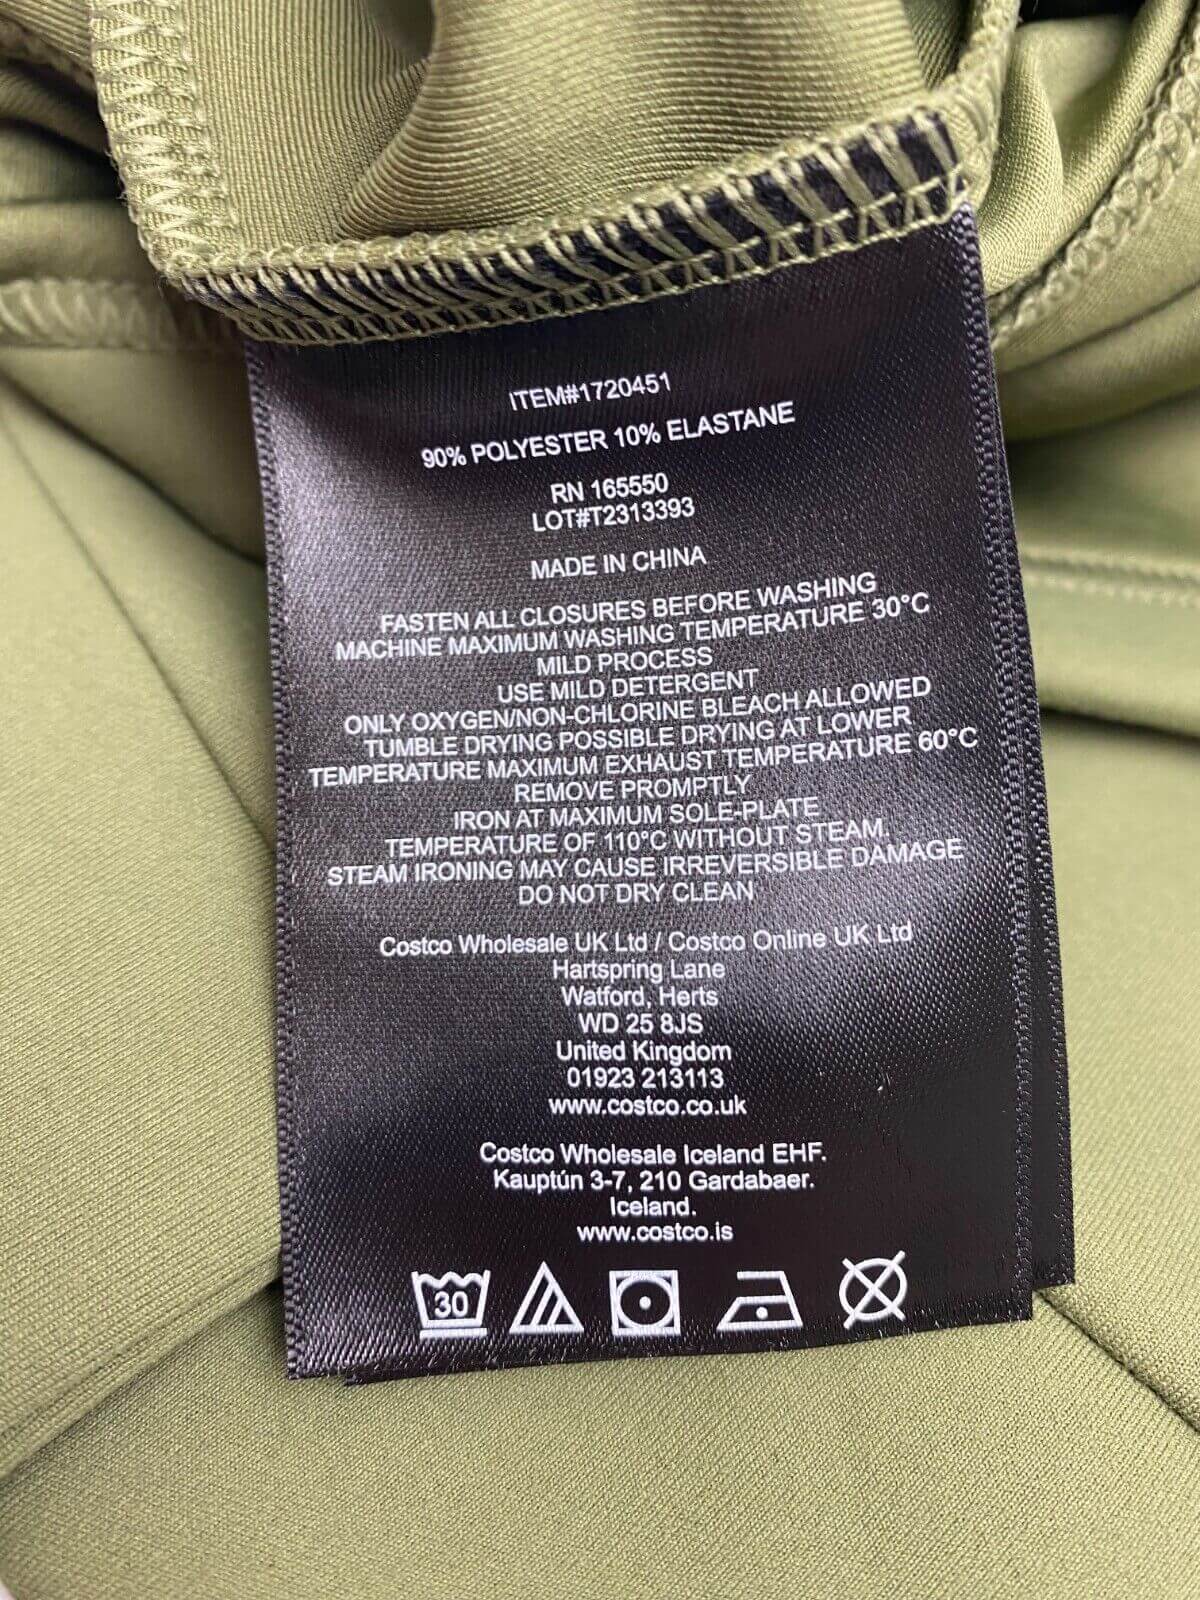 ITEM#1720451
90% POLYESTER 10% ELASTANE
RN 165550
LOT#T2313393
MADE IN CHINA
FASTEN ALL CLOSURES BEFORE WASHING
MACHINE MAXIMUM WASHING TEMPERATURE 30°C
MILD PROCESS
USE MILD DETERGENT
ONLY OXYGEN/NON-CHLORINE BLEACH ALLOWED
TUMBLE DRYING POSSIBLE DRYING AT LOWER
TEMPERATURE MAXIMUM EXHAUST TEMPERATURE 60°C
REMOVE PROMPTLY
IRON AT MAXIMUM SOLE-PLATE
TEMPERATURE OF 110°C WITHOUT STEAM.
STEAM IRONING MAY CAUSE IRREVERSIBLE DAMAGE
DO NOT DRY CLEAN
Costco Wholesale UK Ltd / Costco Online UK Ltd
Hartspring Lane
Watford, Herts
WD 25 8JS
United Kingdom
01923 213113
www.costco.co.uk
Costco Wholesale Iceland EHF.
Kauptún 3-7, 210 Gardabaer.
Iceland.
www.costco.is
30